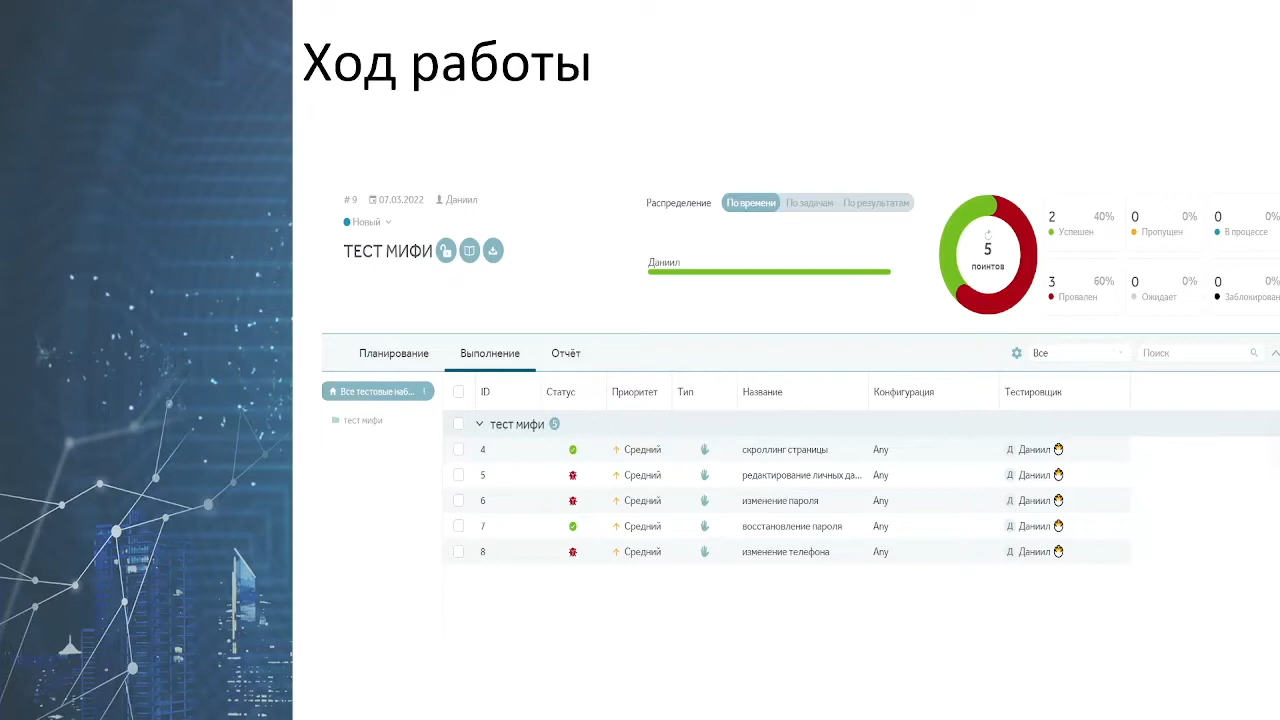 Ход работы
# 9 07.03.2022 Даниил
Новый
ТЕСТ МИФИ
Распределение По времени По задачам По результатам
Даниил
5
поинтов
2 40%
Успешен
0 0%
Пропущен
0 0%
В процессе
3 60%
Провален
0 0%
Ожидает
0 0%
Заблокирован
Планирование Выполнение Отчёт Все Поиск
Все тестовые наб...
тест мифи
ID Статус Приоритет Тип Название Конфигурация Тестировщик
тест мифи 5
4 Средний скроллинг страницы Any Д Даниил
5 Средний редактирование личных да... Any Д Даниил
6 Средний изменение пароля Any Д Даниил
7 Средний восстановление пароля Any Д Даниил
8 Средний изменение телефона Any Д Даниил